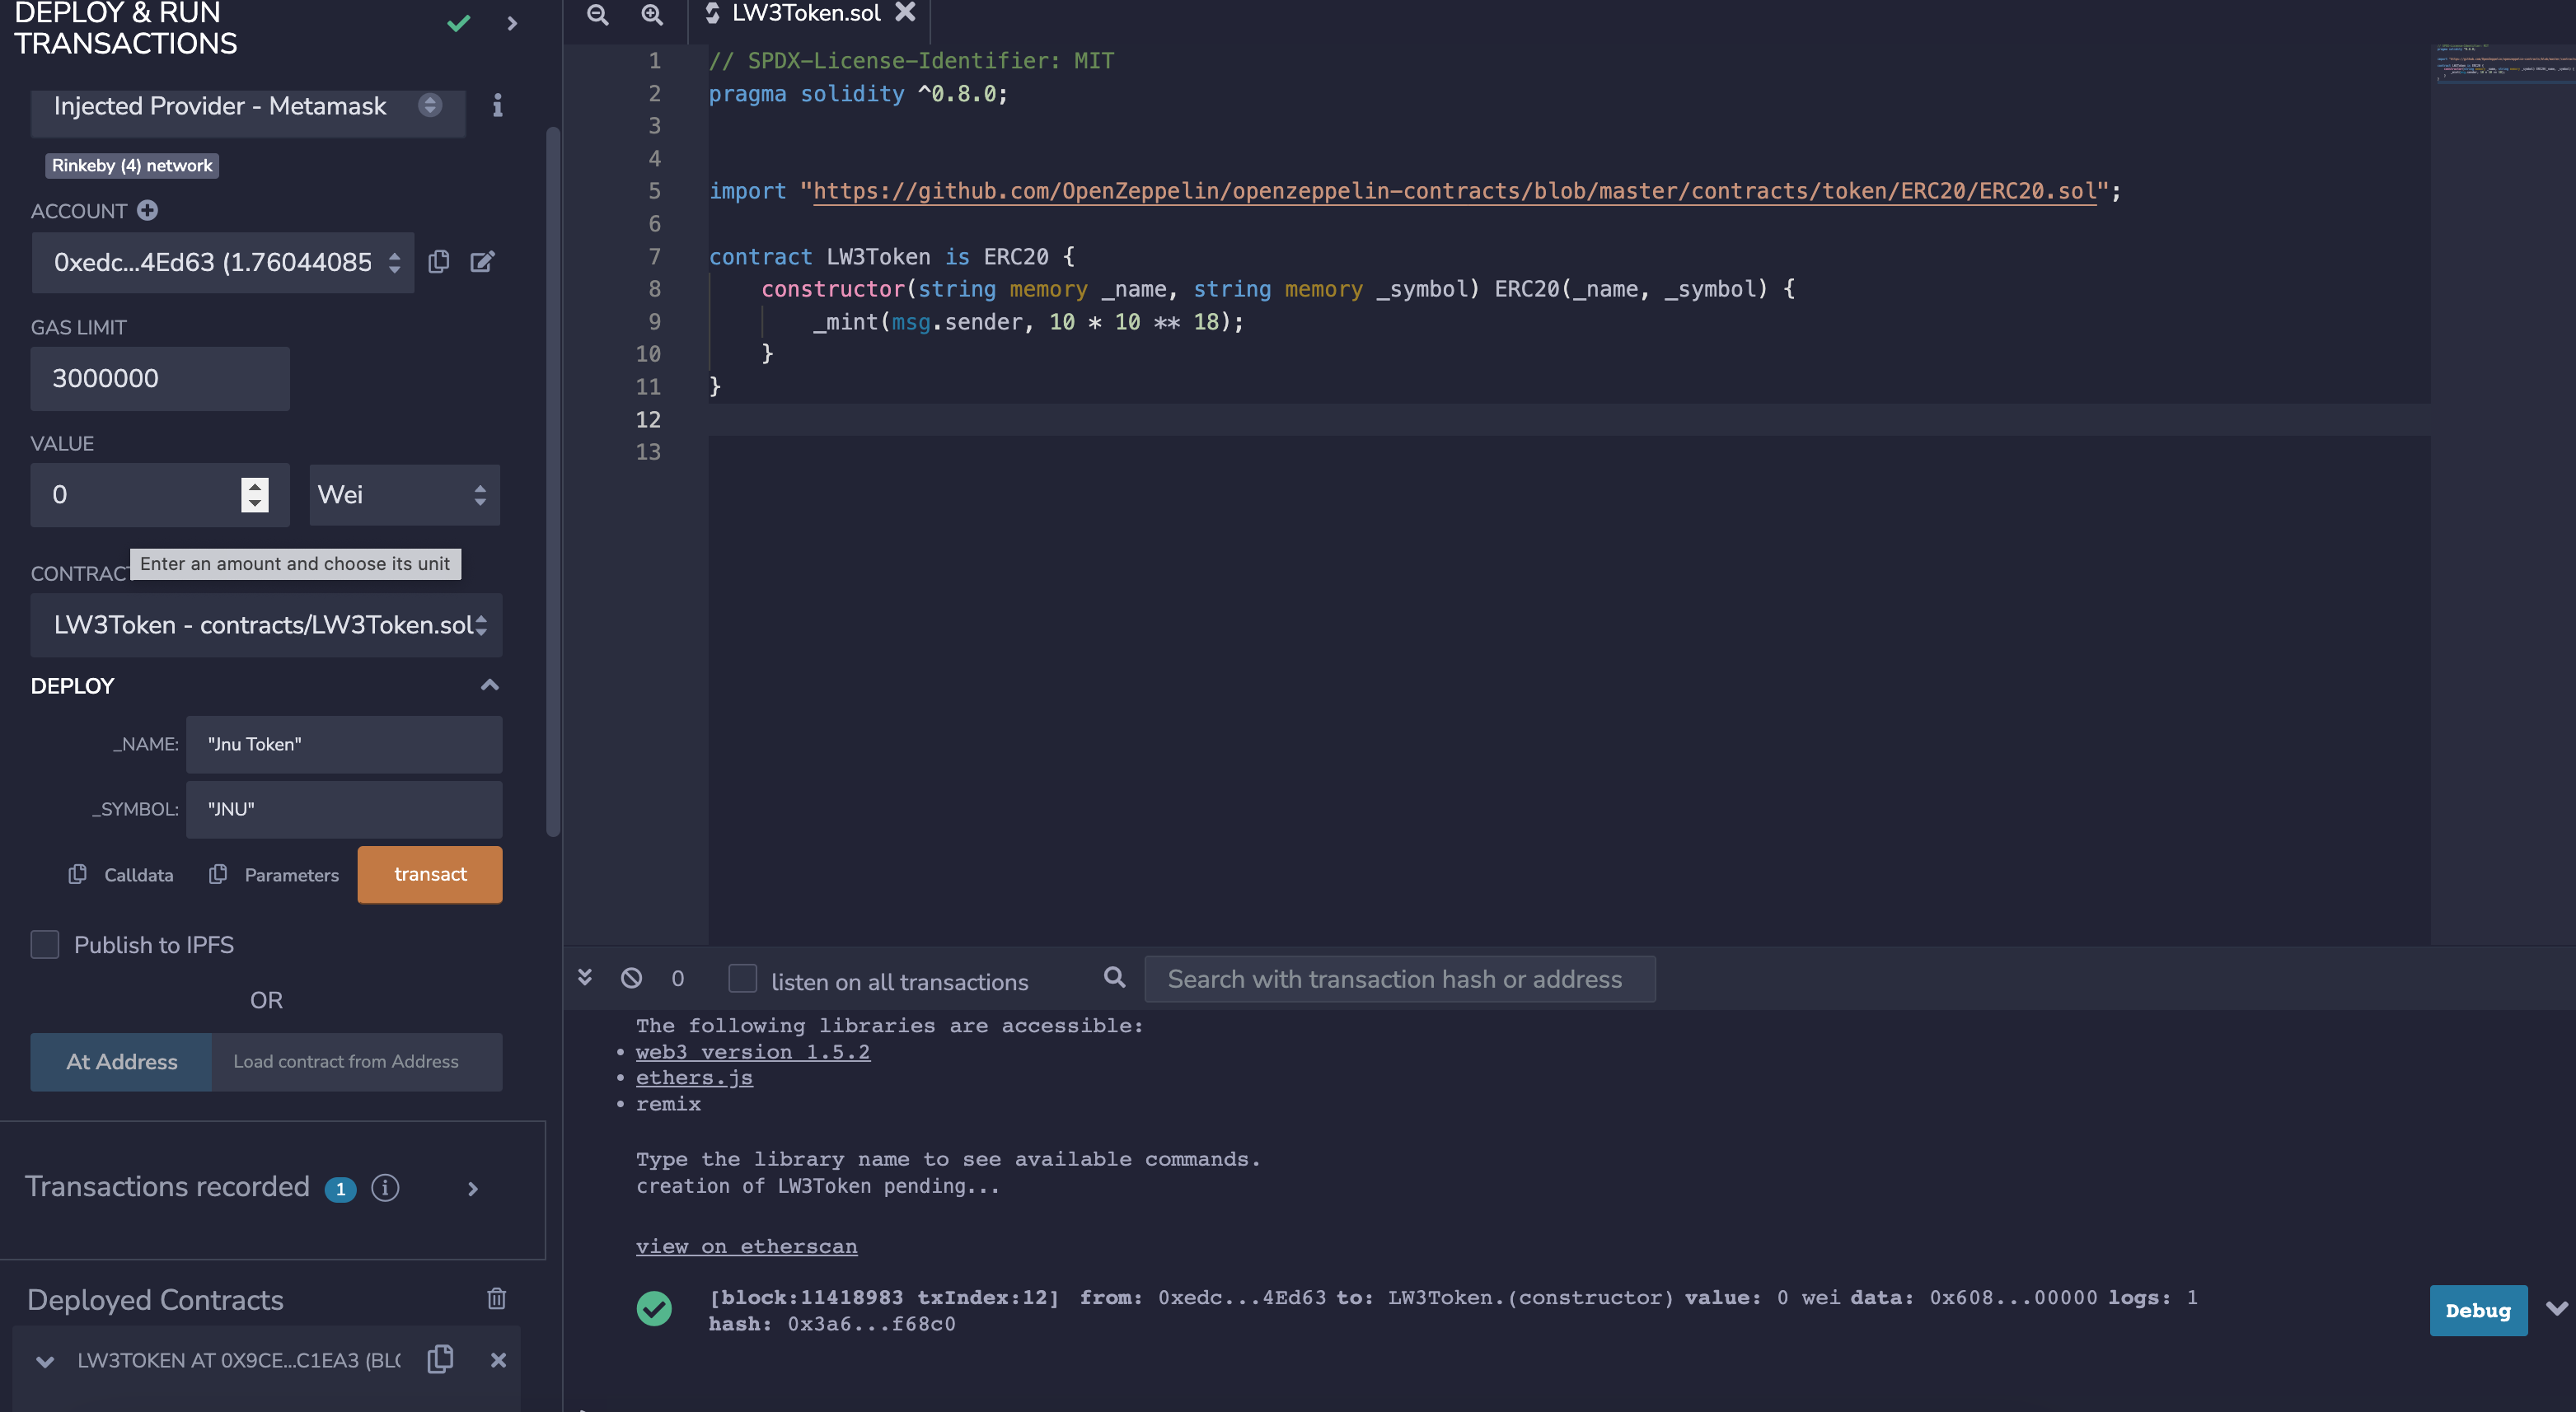 DEPLOY & RUN
TRANSACTIONS
Injected Provider - Metamask
Rinkeby (4) network
ACCOUNT
0xedc...4Ed63 (1.76044085
GAS LIMIT
3000000
VALUE
0
Wei
Enter an amount and choose its unit
CONTRACT
LW3Token - contracts/LW3Token.sol
DEPLOY
_NAME:
"Jnu Token"
_SYMBOL:
"JNU"
Calldata
Parameters
transact
Publish to IPFS
OR
At Address
Load contract from Address
Transactions recorded 1
Deployed Contracts
LW3TOKEN AT 0X9CE...C1EA3 (BLO
LW3Token.sol
1 // SPDX-License-Identifier: MIT
2 pragma solidity ^0.8.0;
3
4
5 import "https://github.com/OpenZeppelin/openzeppelin-contracts/blob/master/contracts/token/ERC20/ERC20.sol";
6
7 contract LW3Token is ERC20 {
8 constructor(string memory _name, string memory _symbol) ERC20(_name, _symbol) {
9 _mint(msg.sender, 10 * 10 ** 18);
10 }
11 }
12
13
0
listen on all transactions
Search with transaction hash or address
The following libraries are accessible:
• web3 version 1.5.2
• ethers.js
• remix
Type the library name to see available commands.
creation of LW3Token pending...
view on etherscan
[block:11418983 txIndex:12] from: 0xedc...4Ed63 to: LW3Token.(constructor) value: 0 wei data: 0x608...00000 logs: 1
hash: 0x3a6...f68c0
Debug